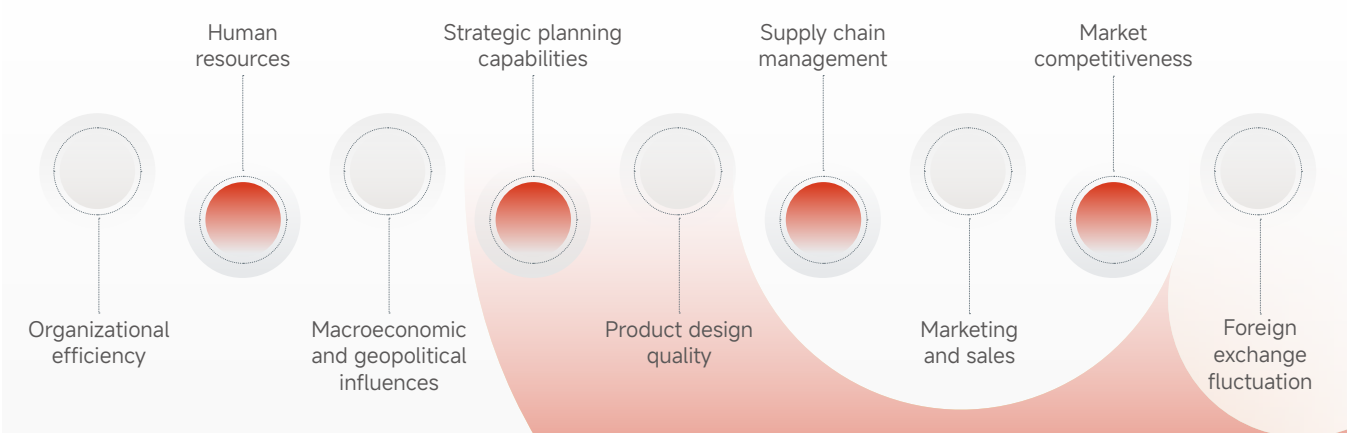 Human
resources
Strategic planning
capabilities
Supply chain
management
Market
competitiveness
Organizational
efficiency
Macroeconomic
and geopolitical
influences
Product design
quality
Marketing
and sales
Foreign
exchange
fluctuation